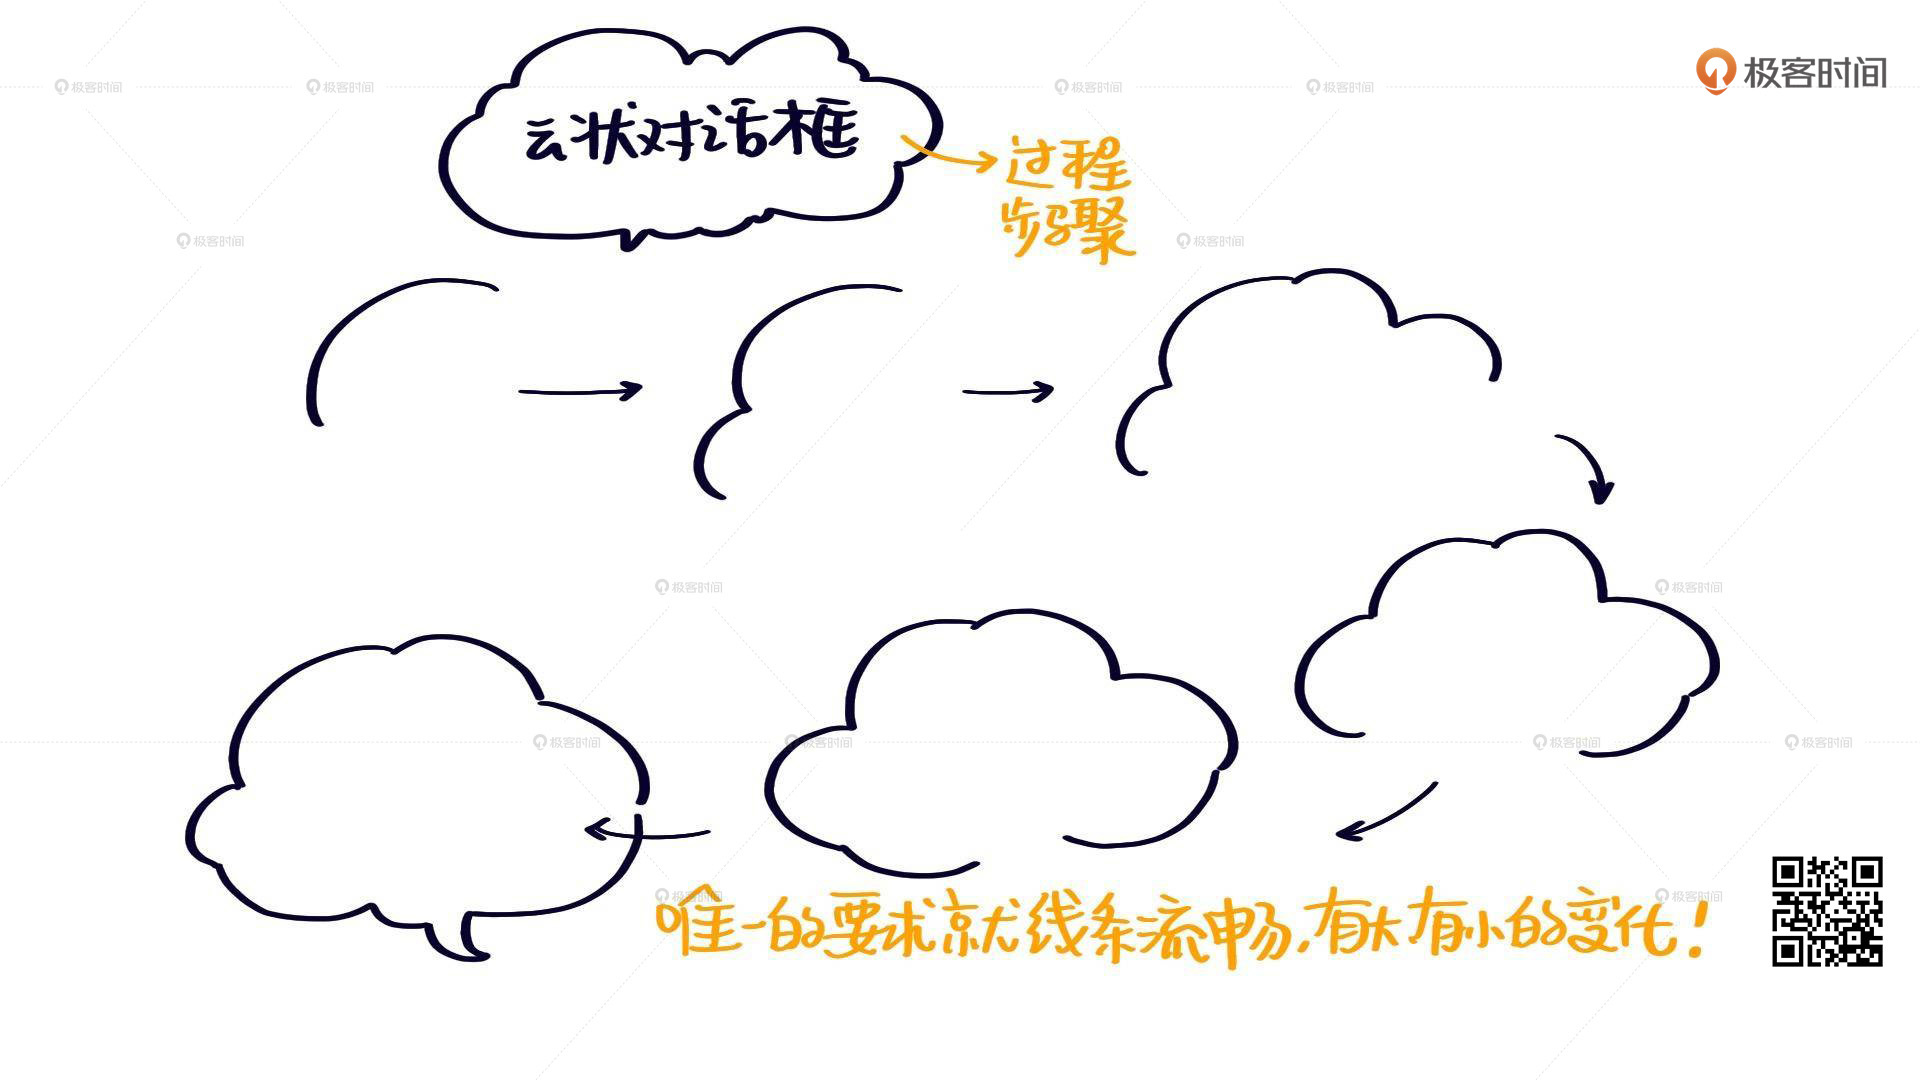 极客时间
云状对话框
过程
步骤
唯一的要求就线条流畅，有大有小的变化！